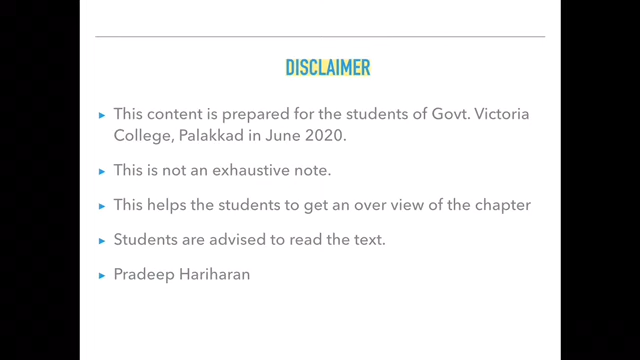 DISCLAIMER
This content is prepared for the students of Govt. Victoria
College, Palakkad in June 2020.
This is not an exhaustive note.
This helps the students to get an over view of the chapter
Students are advised to read the text.
Pradeep Hariharan